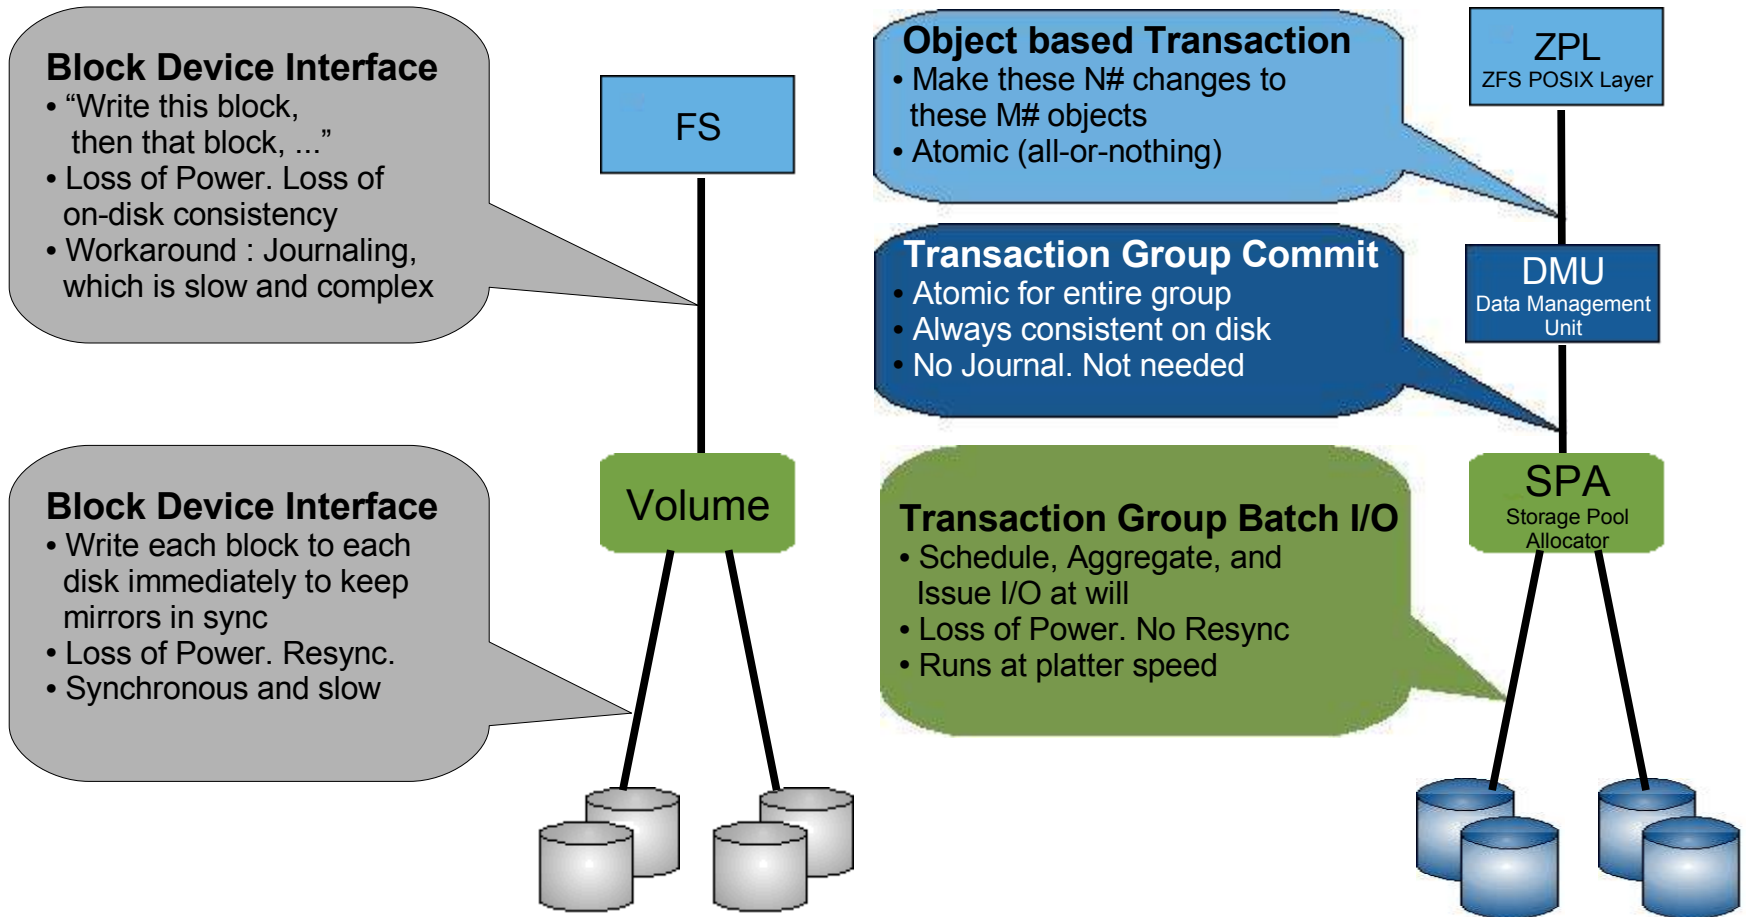 Block Device Interface
• “Write this block,
then that block, ...”
• Loss of Power. Loss of
on-disk consistency
• Workaround : Journaling,
which is slow and complex
FS
Block Device Interface
• Write each block to each
disk immediately to keep
mirrors in sync
• Loss of Power. Resync.
• Synchronous and slow
Volume
Object based Transaction
• Make these N# changes to
these M# objects
• Atomic (all-or-nothing)
ZPL
ZFS POSIX Layer
Transaction Group Commit
• Atomic for entire group
• Always consistent on disk
• No Journal. Not needed
DMU
Data Management
Unit
Transaction Group Batch I/O
• Schedule, Aggregate, and
Issue I/O at will
• Loss of Power. No Resync
• Runs at platter speed
SPA
Storage Pool
Allocator